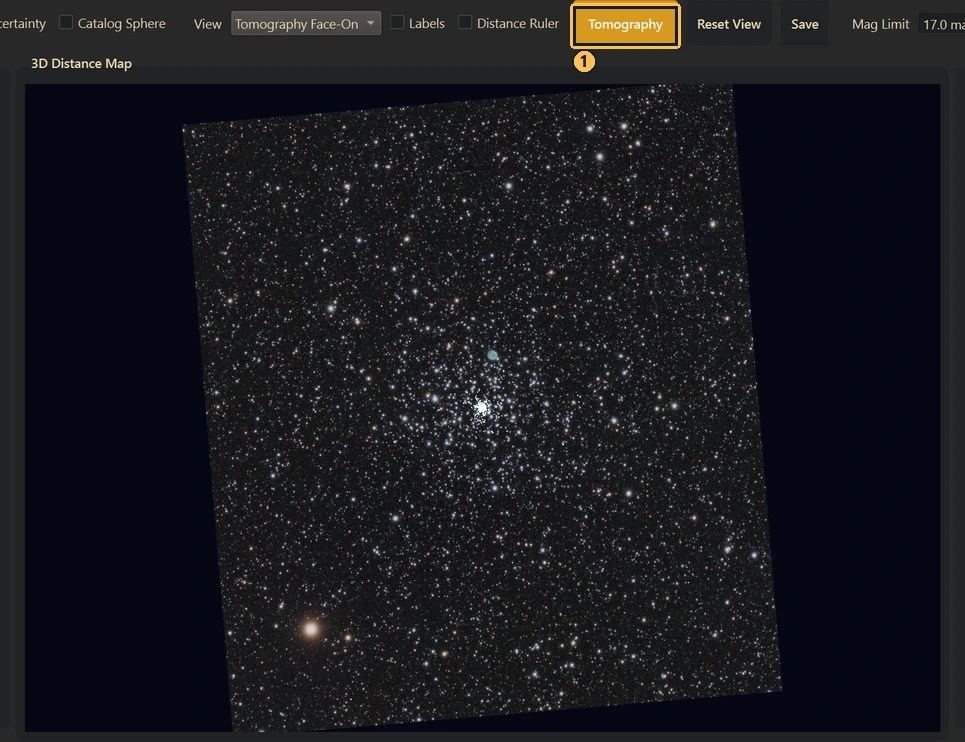 certainty Catalog Sphere View Tomography Face-On Labels Distance Ruler Tomography Reset View Save Mag Limit 17.0 ma
1
3D Distance Map